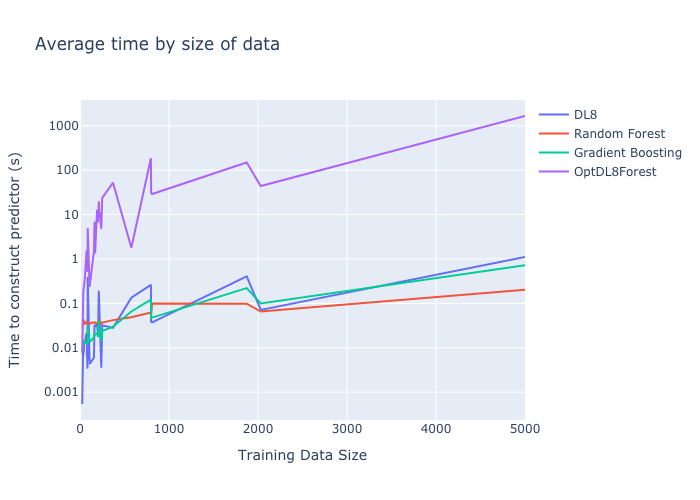 Average time by size of data
Time to construct predictor (s)
1000
100
10
1
0.1
0.01
0.001
0
1000
2000
3000
4000
5000
Training Data Size
DL8
Random Forest
Gradient Boosting
OptDL8Forest